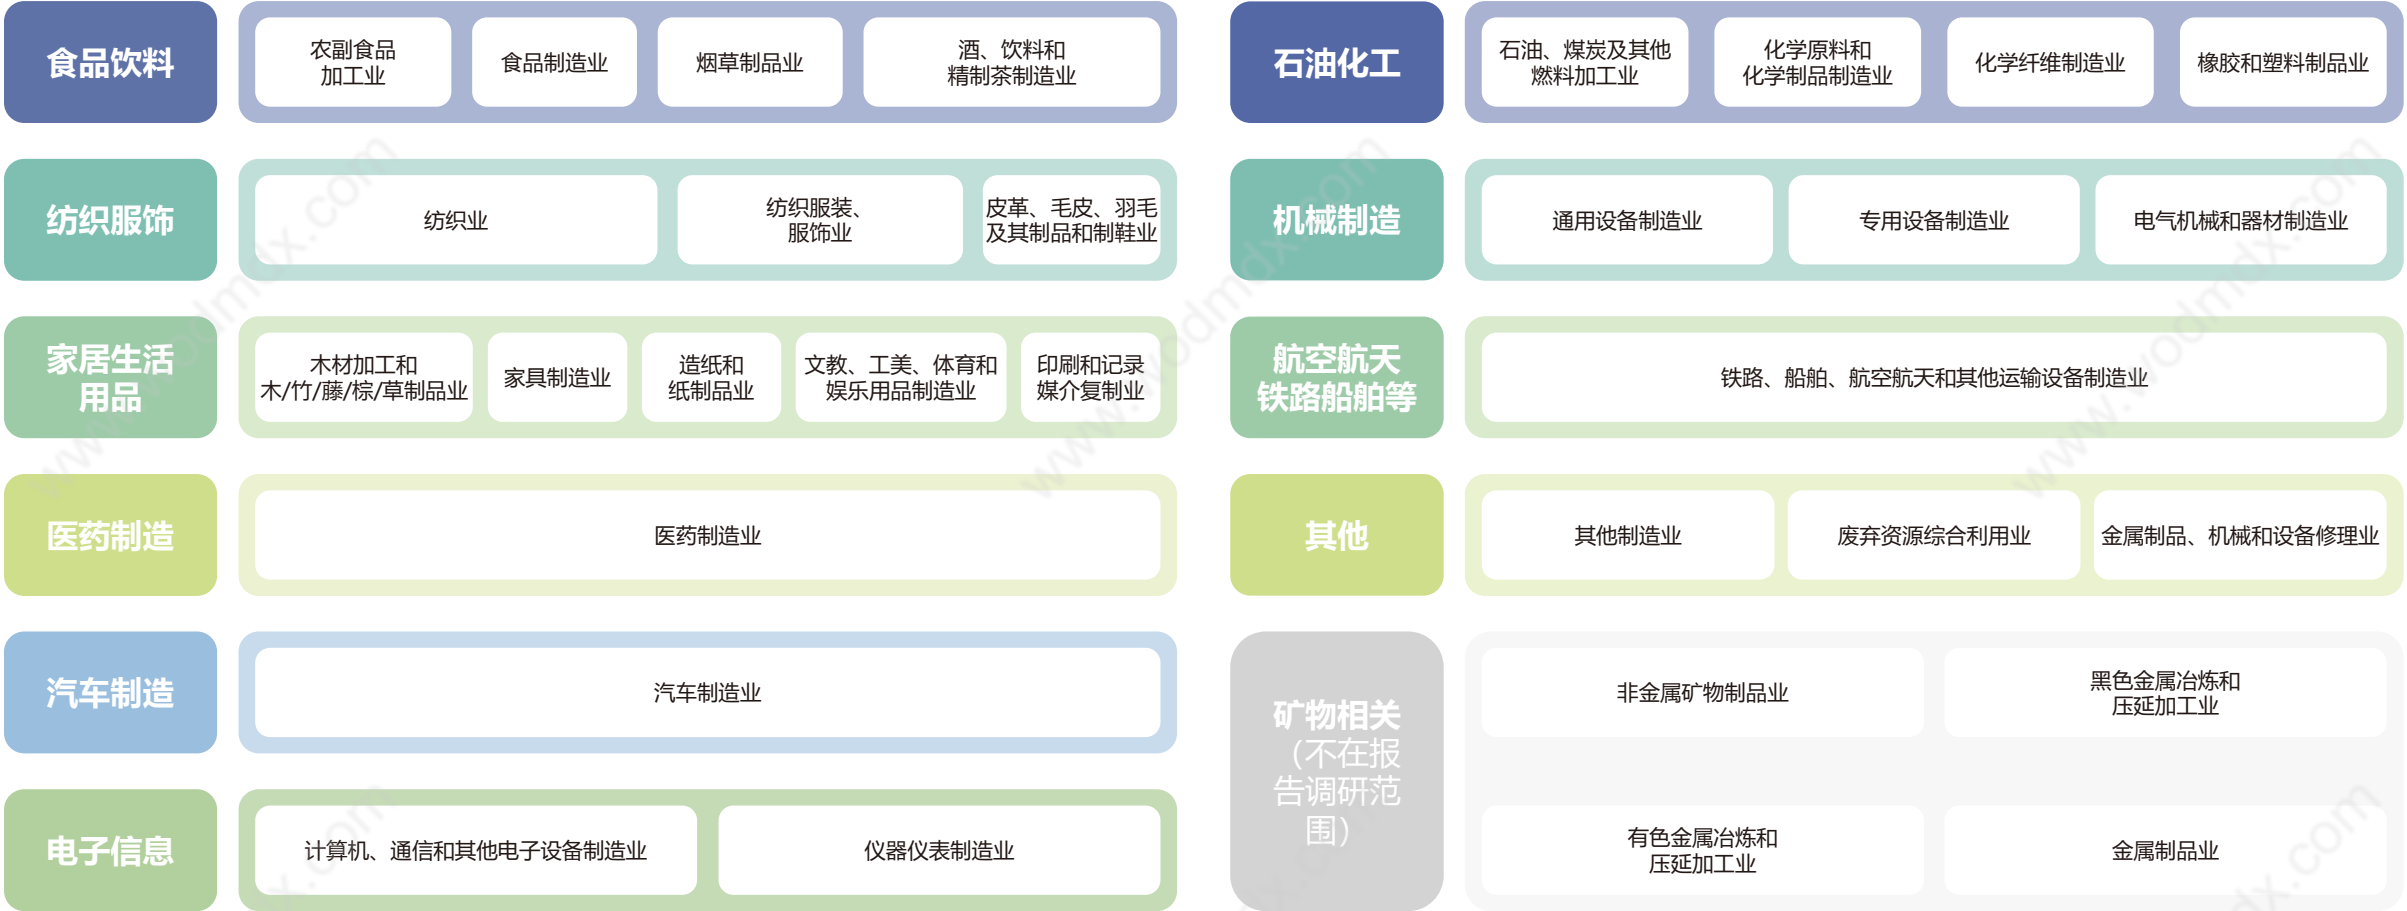 食品饮料
农副食品
加工业
食品制造业
烟草制品业
酒、饮料和
精制茶制造业
纺织服饰
纺织业
纺织服装、
服饰业
皮革、毛皮、羽毛
及其制品和制鞋业
家居生活
用品
木材加工和
木/竹/藤/棕/草制品业
家具制造业
造纸和
纸制品业
文教、工美、体育和
娱乐用品制造业
印刷和记录
媒介复制业
医药制造
医药制造业
汽车制造
汽车制造业
电子信息
计算机、通信和其他电子设备制造业
仪器仪表制造业
石油化工
石油、煤炭及其他
燃料加工业
化学原料和
化学制品制造业
化学纤维制造业
橡胶和塑料制品业
机械制造
通用设备制造业
专用设备制造业
电气机械和器材制造业
航空航天
铁路船舶等
铁路、船舶、航空航天和其他运输设备制造业
其他
其他制造业
废弃资源综合利用业
金属制品、机械和设备修理业
矿物相关
（不在报
告调研范
围）
非金属矿物制品业
黑色金属冶炼和
压延加工业
有色金属冶炼和
压延加工业
金属制品业
www.wodmdx.com
www.wodmdx.com
www.wodmdx.com